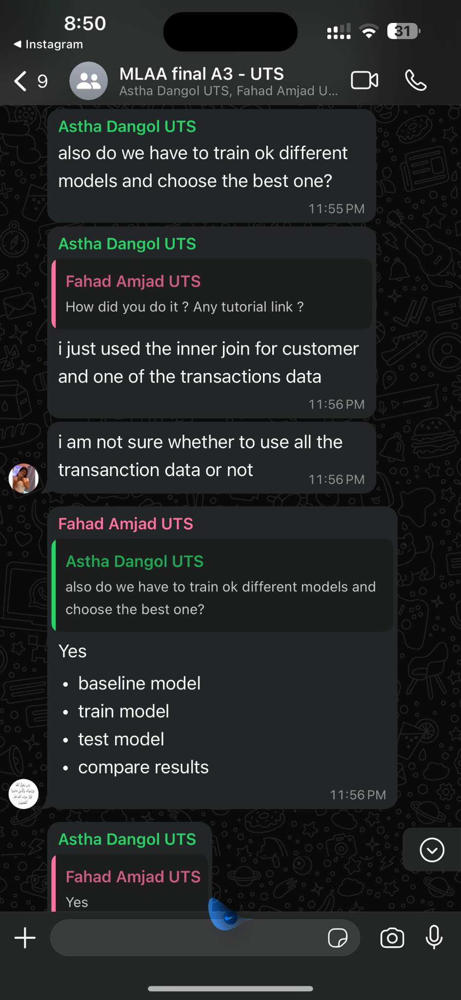 8:50
31
◀ Instagram
9
MLAA final A3 - UTS
Astha Dangol UTS, Fahad Amjad U...
Astha Dangol UTS
also do we have to train ok different
models and choose the best one?
11:55 PM
Astha Dangol UTS
Fahad Amjad UTS
How did you do it ? Any tutorial link ?
i just used the inner join for customer
and one of the transactions data
11:56 PM
i am not sure whether to use all the
transanction data or not
11:56 PM
Fahad Amjad UTS
Astha Dangol UTS
also do we have to train ok different models and
choose the best one?
Yes
• baseline model
• train model
• test model
• compare results
11:56 PM
Astha Dangol UTS
Fahad Amjad UTS
Yes